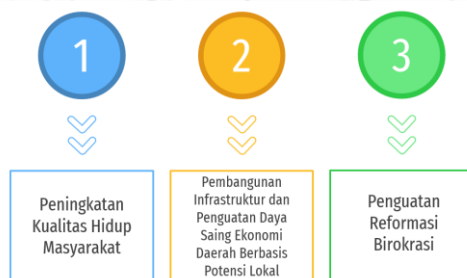 1
2
3
Peningkatan
Kualitas Hidup
Masyarakat
Pembangunan
Infrastruktur dan
Penguatan Daya
Saing Ekonomi
Daerah Berbasis
Potensi Lokal
Penguatan
Reformasi
Birokrasi